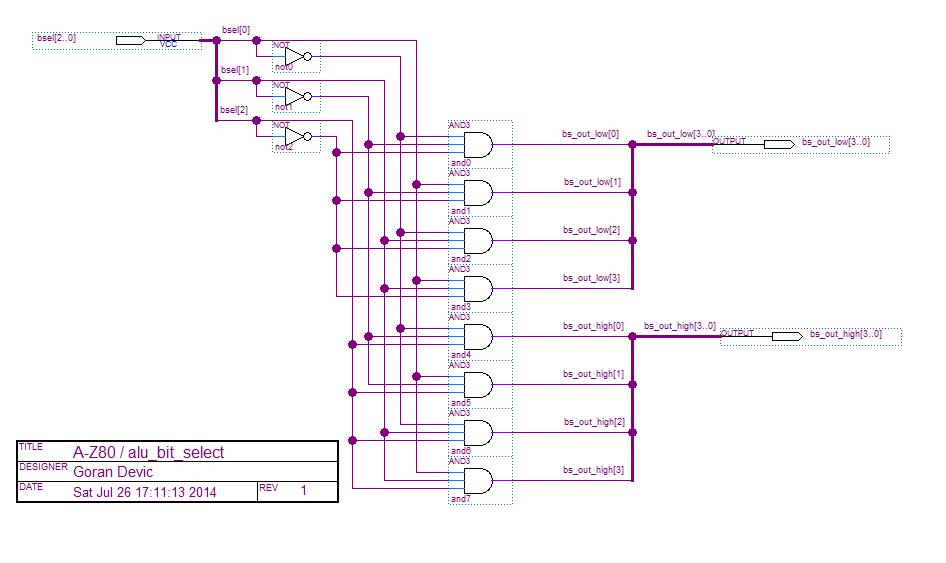 bsel[2..0]
INPUT
VCC
bsel[0]
NOT
not0
bsel[1]
NOT
not1
bsel[2]
NOT
not2
AND3
and0
bs_out_low[0]
bs_out_low[3..0]
OUTPUT
bs_out_low[3..0]
AND3
and1
bs_out_low[1]
AND3
and2
bs_out_low[2]
AND3
and3
bs_out_low[3]
AND3
and4
bs_out_high[0]
bs_out_high[3..0]
OUTPUT
bs_out_high[3..0]
AND3
and5
bs_out_high[1]
AND3
and6
bs_out_high[2]
AND3
and7
bs_out_high[3]
TITLE A-Z80 / alu_bit_select
DESIGNER Goran Devic
DATE Sat Jul 26 17:11:13 2014 REV 1